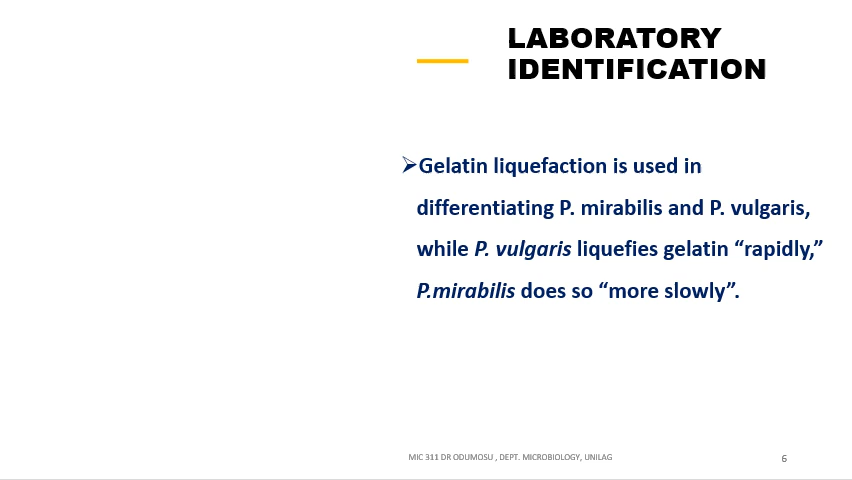 LABORATORY
IDENTIFICATION
➢Gelatin liquefaction is used in
differentiating P. mirabilis and P. vulgaris,
while P. vulgaris liquefies gelatin “rapidly,”
P.mirabilis does so “more slowly”.
MIC 311 DR ODUMOSU , DEPT. MICROBIOLOGY, UNILAG
6